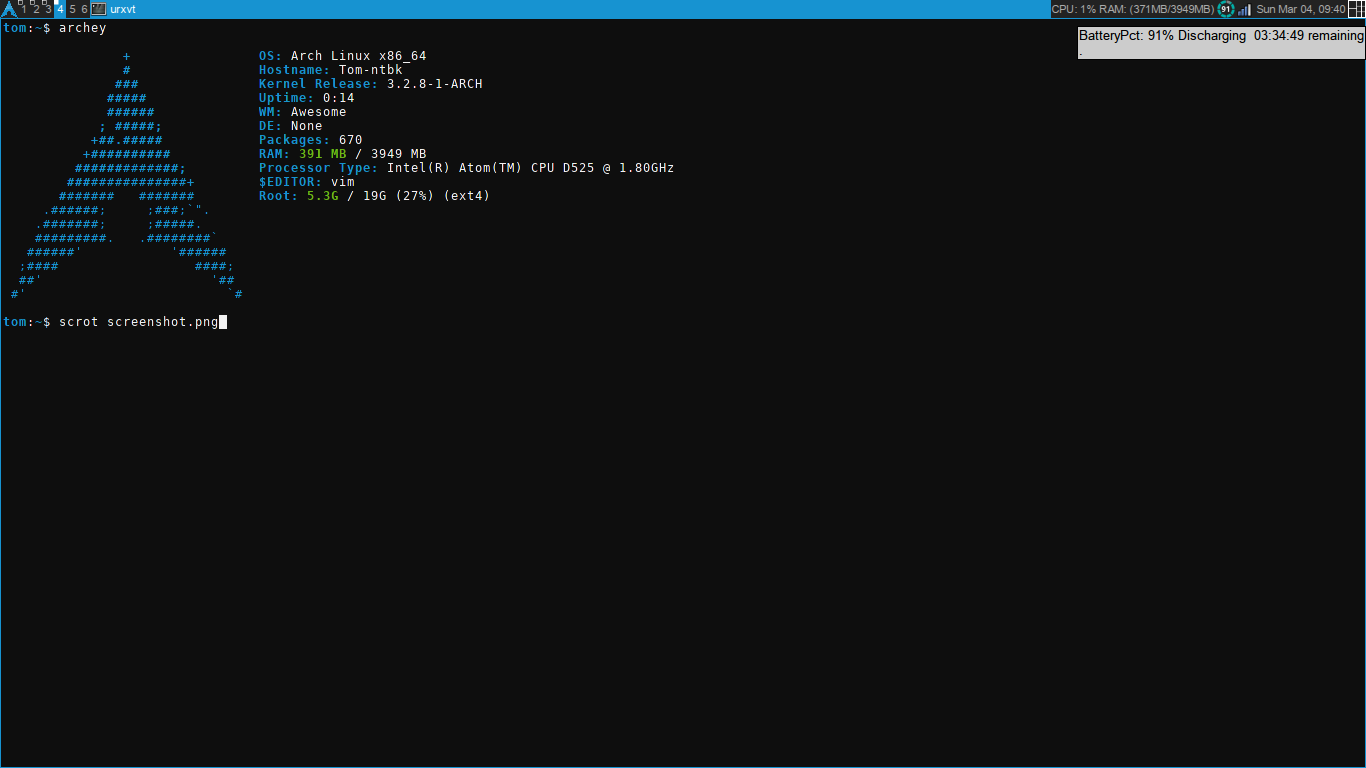 1 2 3 4 5 6 urxvt CPU: 1% RAM: (371MB/3949MB) 91 Sun Mar 04, 09:40
tom:~$ archey
BatteryPct: 91% Discharging  03:34:49 remaining
.
                +
                #                OS: Arch Linux x86_64
               ###               Hostname: Tom-ntbk
              #####              Kernel Release: 3.2.8-1-ARCH
              ######             Uptime: 0:14
             ; #####;            WM: Awesome
            +##.#####            DE: None
           +##########           Packages: 670
          #############;         RAM: 391 MB / 3949 MB
         ###############+        Processor Type: Intel(R) Atom(TM) CPU D525 @ 1.80GHz
        #######   #######        $EDITOR: vim
      .######;     ;###;`".      Root: 5.3G / 19G (27%) (ext4)
     .#######;     ;#####.
     #########.   .########`
    ######'           '######
   ;####                 ####;
   ##'                     '##
  #'                         `#
tom:~$ scrot screenshot.png